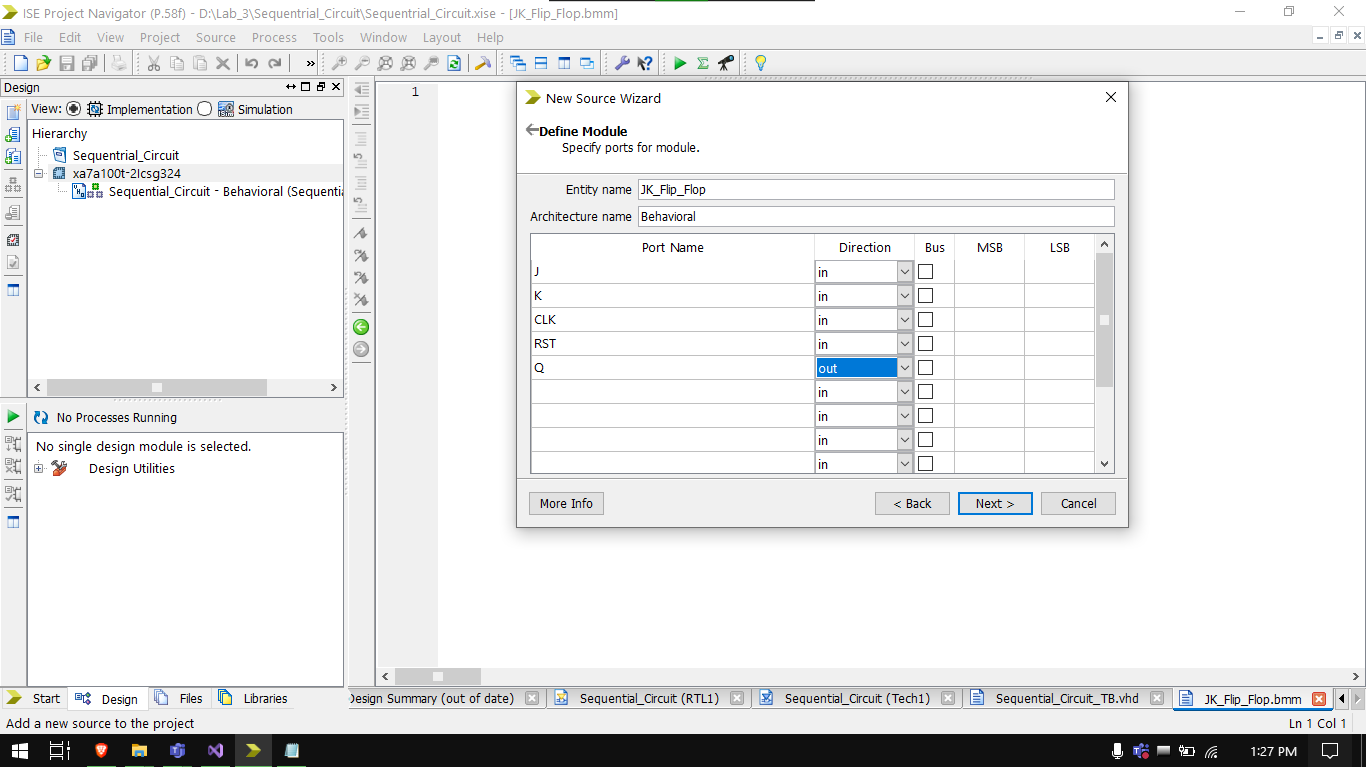 ISE Project Navigator (P.58f) - D:\Lab_3\Sequentrial_Circuit\Sequentrial_Circuit.xise - [JK_Flip_Flop.bmm]
File Edit View Project Source Process Tools Window Layout Help
»
Design
View: Implementation Simulation
Hierarchy
Sequentrial_Circuit
xa7a100t-2lcsg324
Sequential_Circuit - Behavioral (Sequentia
No Processes Running
No single design module is selected.
Design Utilities
Start Design Files Libraries
1
New Source Wizard
Define Module
Specify ports for module.
Entity name JK_Flip_Flop
Architecture name Behavioral
Port Name Direction Bus MSB LSB
J in
K in
CLK in
RST in
Q out
in
in
in
in
More Info < Back Next > Cancel
Design Summary (out of date) Sequential_Circuit (RTL1) Sequential_Circuit (Tech1) Sequential_Circuit_TB.vhd JK_Flip_Flop.bmm
Add a new source to the project
Ln 1 Col 1
1:27 PM